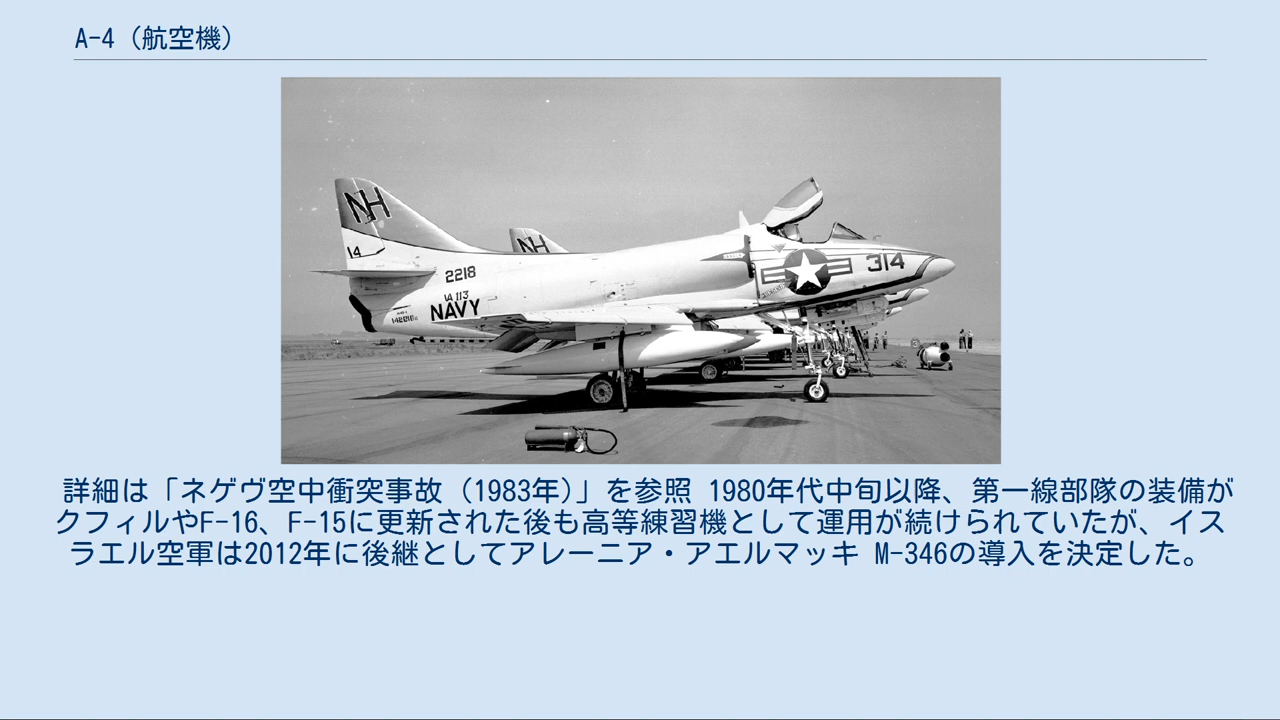 A-4（航空機）
NH
NH
14
2218
VA 113
NAVY
314
詳細は「ネゲヴ空中衝突事故（1983年）」を参照 1980年代中旬以降、第一線部隊の装備が
クフィルやF-16、F-15に更新された後も高等練習機として運用が続けられていたが、イス
ラエル空軍は2012年に後継としてアレーニア・アエルマッキ M-346の導入を決定した。